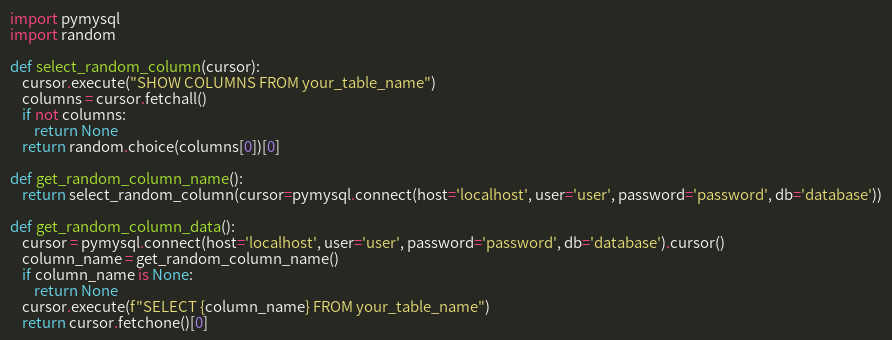 import pymysql
import random

def select_random_column(cursor):
    cursor.execute("SHOW COLUMNS FROM your_table_name")
    columns = cursor.fetchall()
    if not columns:
        return None
    return random.choice(columns[0])[0]

def get_random_column_name():
    return select_random_column(cursor=pymysql.connect(host='localhost', user='user', password='password', db='database'))

def get_random_column_data():
    cursor = pymysql.connect(host='localhost', user='user', password='password', db='database').cursor()
    column_name = get_random_column_name()
    if column_name is None:
        return None
    cursor.execute(f"SELECT {column_name} FROM your_table_name")
    return cursor.fetchone()[0]